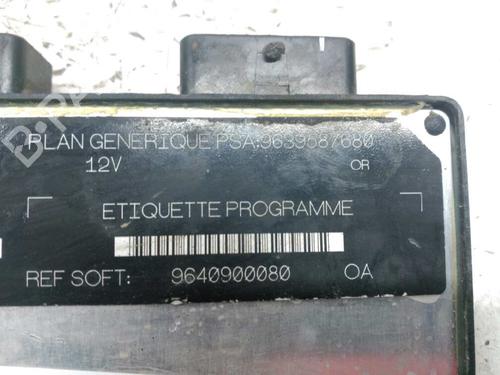 PLAN GENERIQUE PSA:9639587680
12V OR
ETIQUETTE PROGRAMME
REF SOFT: 9640900080 OA